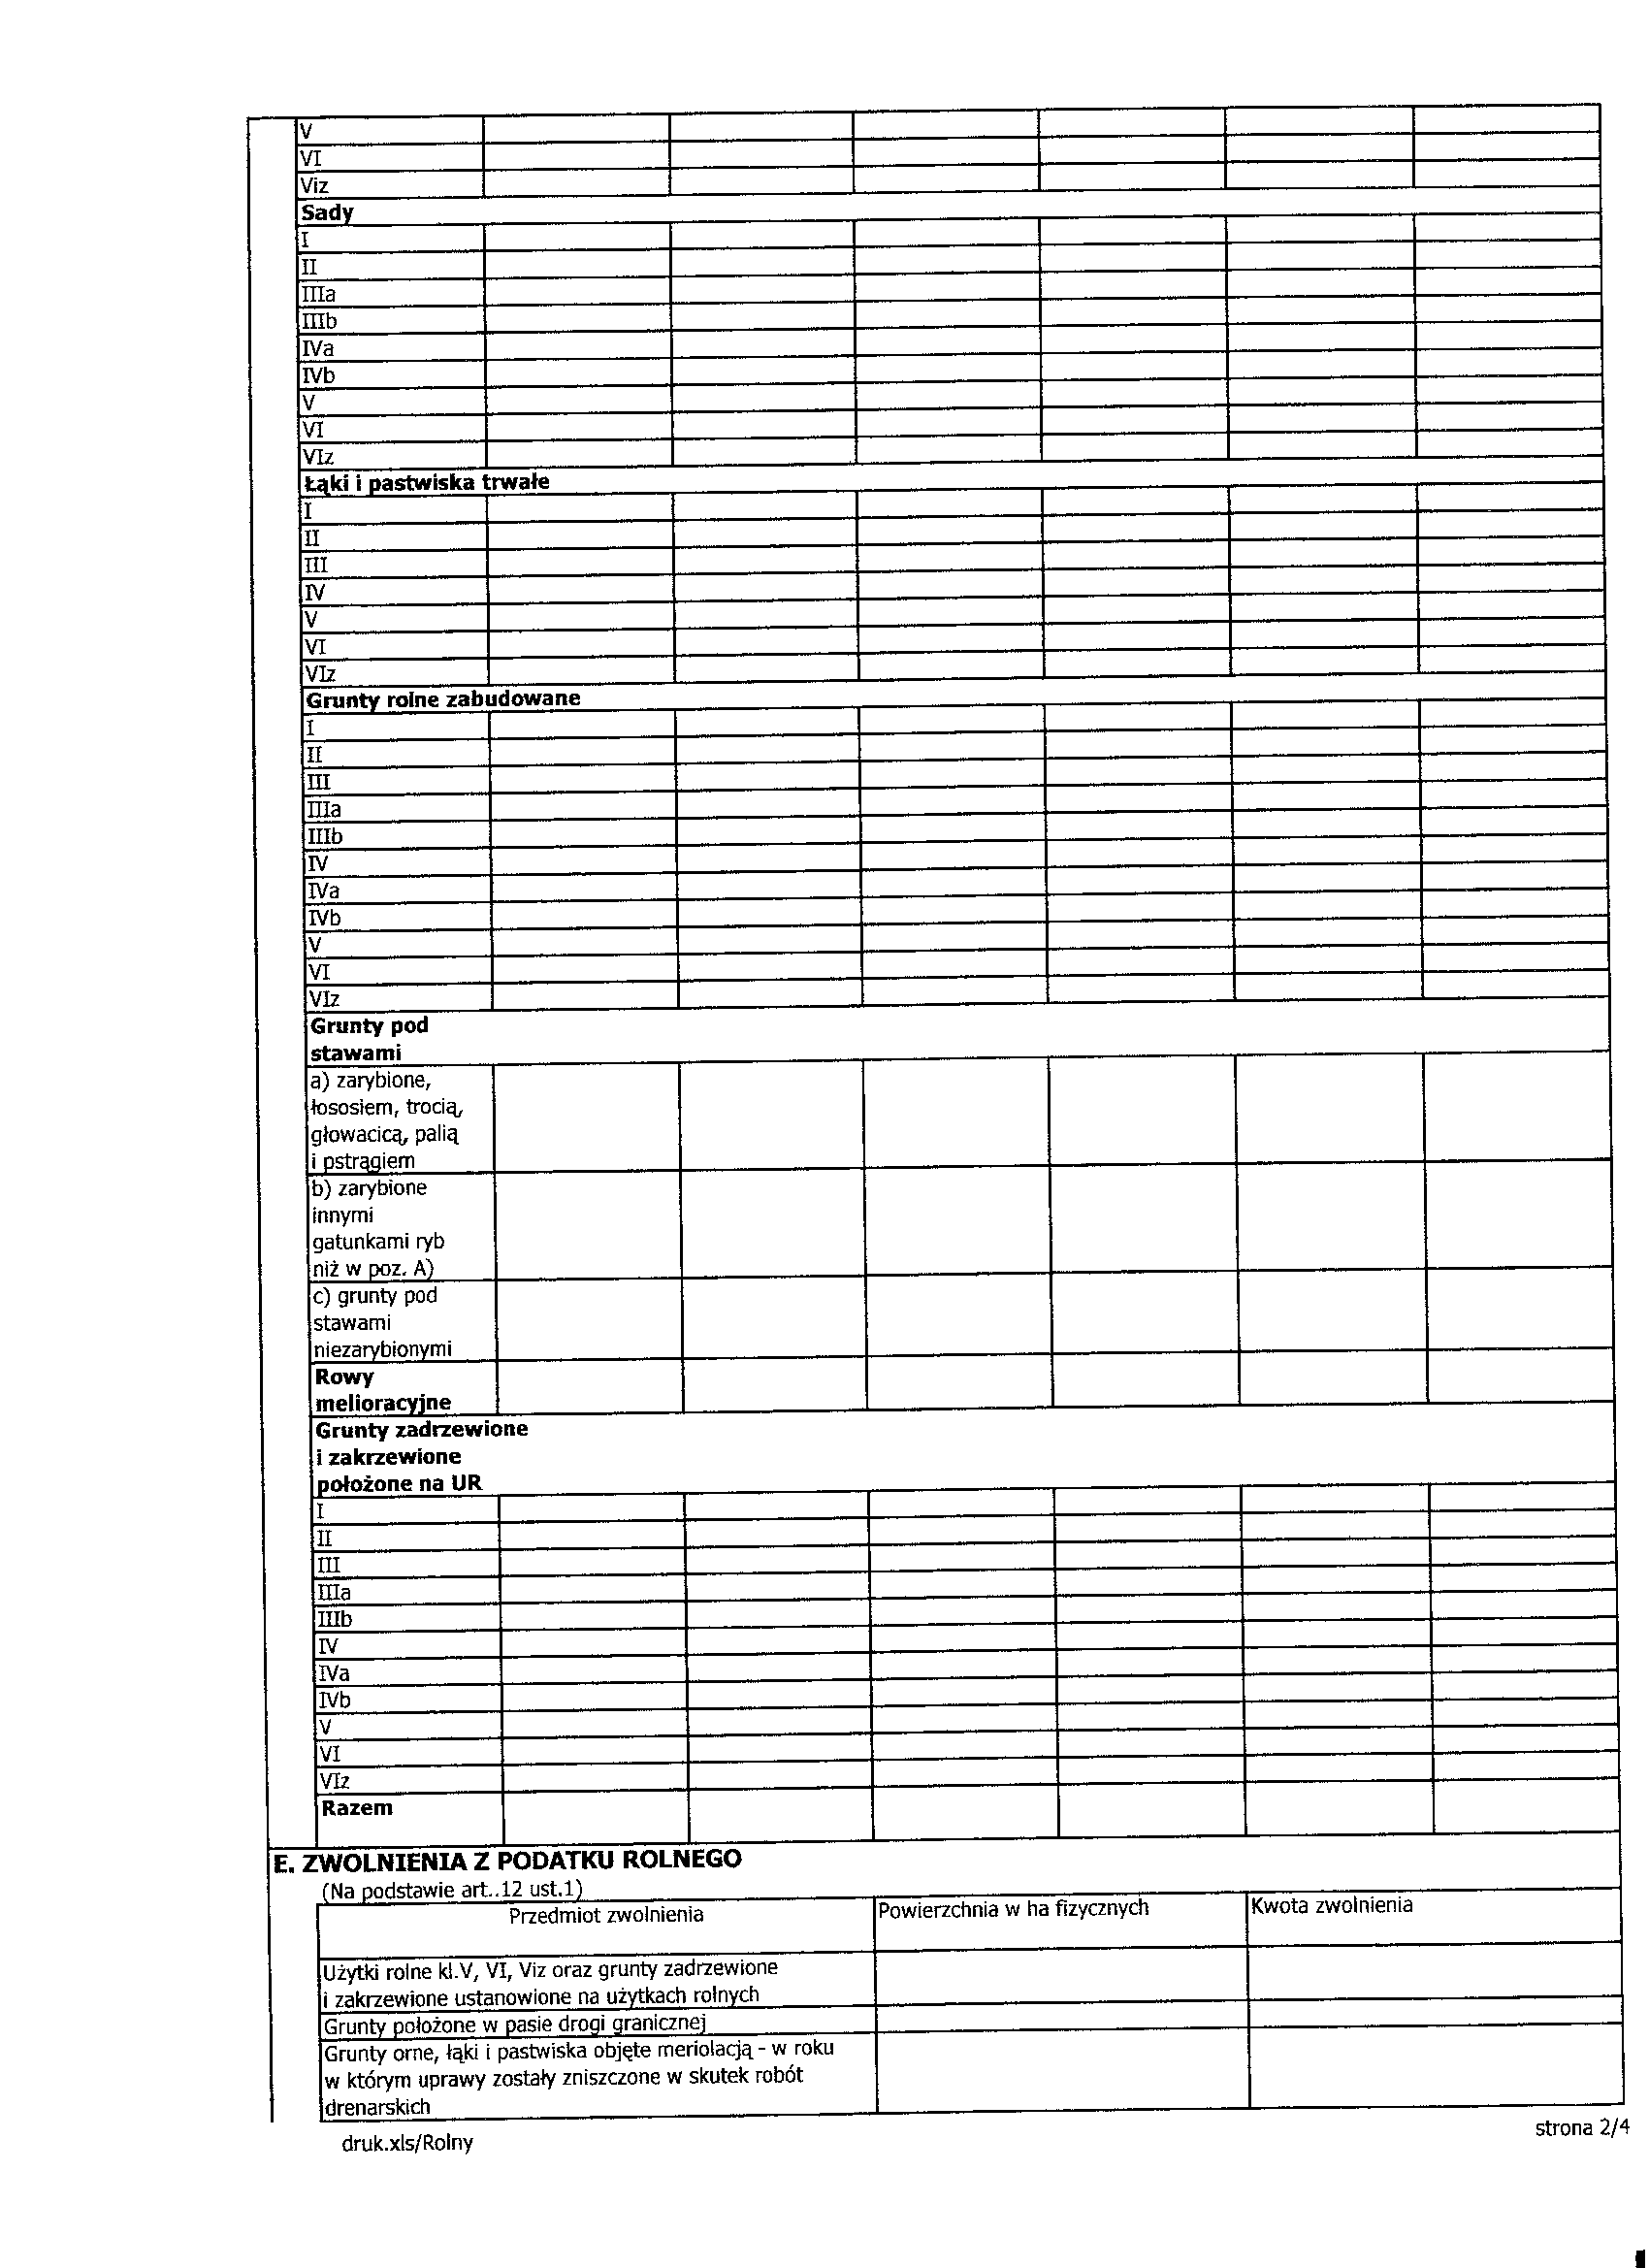 V
VI
Viz
Sady
I
II
IIIa
IIIb
IVa
IVb
V
VI
VIz
Łąki i pastwiska trwałe
I
II
III
IV
V
VI
VIz
Grunty rolne zabudowane
I
II
III
IIIa
IIIb
IV
IVa
IVb
V
VI
VIz
Grunty pod
stawami
a) zarybione,
łososiem, trocią,
głowacicą, palią
i pstrągiem
b) zarybione
innymi
gatunkami ryb
niż w poz. A)
c) grunty pod
stawami
niezarybionymi
Rowy
melioracyjne
Grunty zadrzewione
i zakrzewione
położone na UR
I
II
III
IIIa
IIIb
IV
IVa
IVb
V
VI
VIz
Razem
E. ZWOLNIENIA Z PODATKU ROLNEGO
(Na podstawie art..12 ust.1)
Przedmiot zwolnienia Powierzchnia w ha fizycznych Kwota zwolnienia
Użytki rolne kl.V, VI, Viz oraz grunty zadrzewione
i zakrzewione ustanowione na użytkach rolnych
Grunty położone w pasie drogi granicznej
Grunty orne, łąki i pastwiska objęte meriolacją - w roku
w którym uprawy zostały zniszczone w skutek robót
drenarskich
druk.xls/Rolny strona 2/4